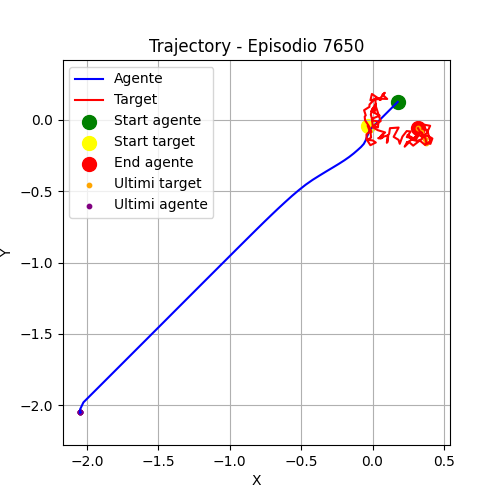 Trajectory - Episodio 7650
Agente
Target
Start agente
Start target
End agente
Ultimi target
Ultimi agente
Y
0.0
−0.5
−1.0
−1.5
−2.0
−2.0
−1.5
−1.0
−0.5
0.0
0.5
X